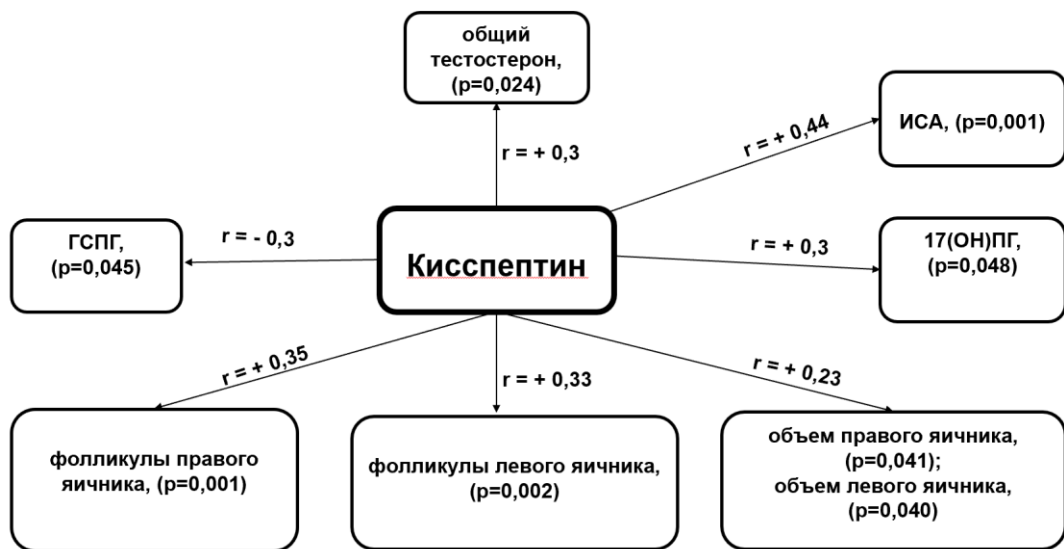 общий
тестостерон,
(p=0,024)
ИСА, (p=0,001)
r = + 0,44
r = + 0,3
ГСПГ,
(p=0,045)
r = - 0,3
Кисспептин
r = + 0,3
17(ОН)ПГ,
(p=0,048)
r = + 0,35
r = + 0,33
r = + 0,23
фолликулы правого
яичника, (p=0,001)
фолликулы левого яичника,
(p=0,002)
объем правого яичника,
(p=0,041);
объем левого яичника,
(p=0,040)